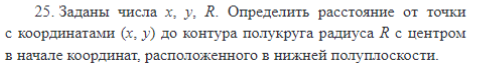 25. Заданы числа x, y, R. Определить расстояние от точки
с координатами (x, y) до контура полукруга радиуса R с центром
в начале координат, расположенного в нижней полуплоскости.